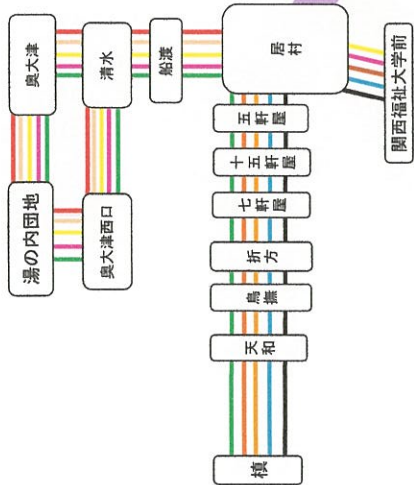 奥大津
清水
船渡
居村
関西福祉大学前
湯の内団地
奥大津西口
五軒屋
十五軒屋
七軒屋
折方
鳥撫
天和
槙